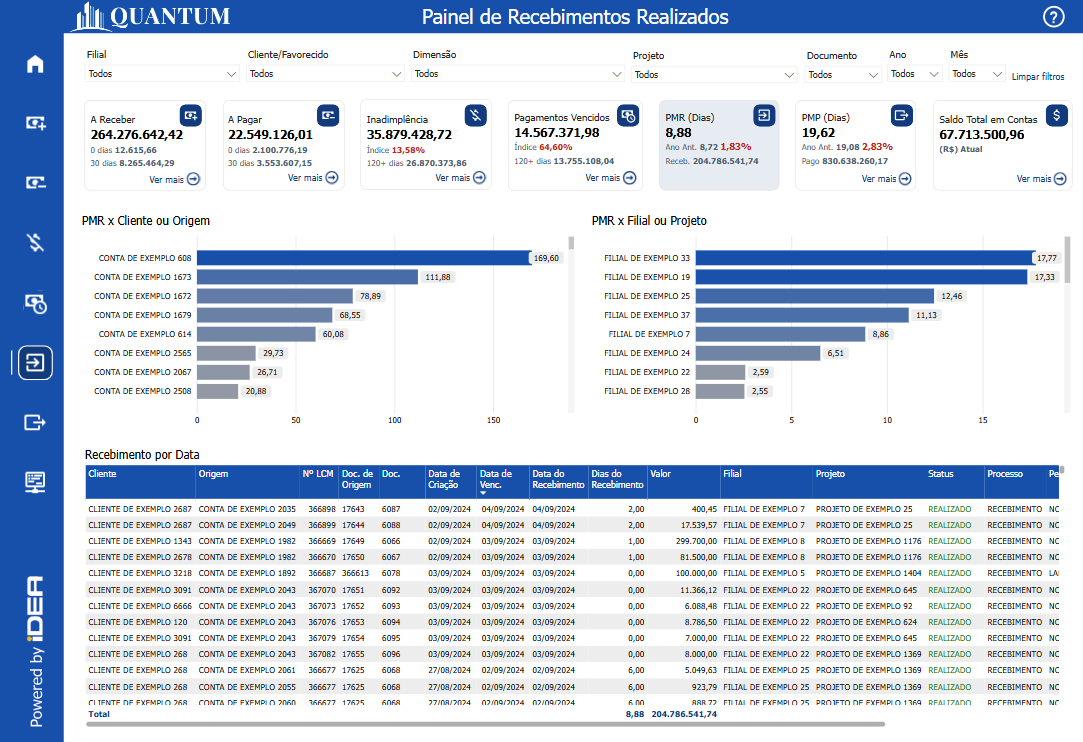 QUANTUM
Painel de Recebimentos Realizados
?
Filial Cliente/Favorecido Dimensão Projeto Documento Ano Mês
Todos Todos Todos Todos Todos Todos Todos Limpar filtros
A Receber
264.276.642,42
0 dias 12.615,66
30 dias 8.265.464,29
Ver mais
A Pagar
22.549.126,01
0 dias 2.100.776,19
30 dias 3.553.607,15
Ver mais
Inadimplência
35.879.428,72
Índice 13,58%
120+ dias 26.870.373,86
Ver mais
Pagamentos Vencidos
14.567.371,98
Índice 64,60%
120+ dias 13.755.108,04
Ver mais
PMR (Dias)
8,88
Ano Ant. 8,72 1,83%
Receb. 204.786.541,74
PMP (Dias)
19,62
Ano Ant. 19,08 2,83%
Pago 830.638.260,17
Ver mais
Saldo Total em Contas
67.713.500,96
(R$) Atual
Ver mais
PMR x Cliente ou Origem
CONTA DE EXEMPLO 608 169,60
CONTA DE EXEMPLO 1673 111,88
CONTA DE EXEMPLO 1672 78,89
CONTA DE EXEMPLO 1679 68,55
CONTA DE EXEMPLO 614 60,08
CONTA DE EXEMPLO 2565 29,73
CONTA DE EXEMPLO 2067 26,71
CONTA DE EXEMPLO 2508 20,88
0 50 100 150
PMR x Filial ou Projeto
FILIAL DE EXEMPLO 33 17,77
FILIAL DE EXEMPLO 19 17,33
FILIAL DE EXEMPLO 25 12,46
FILIAL DE EXEMPLO 37 11,13
FILIAL DE EXEMPLO 7 8,86
FILIAL DE EXEMPLO 24 6,51
FILIAL DE EXEMPLO 22 2,59
FILIAL DE EXEMPLO 28 2,55
0 5 10 15
Recebimento por Data
Cliente Origem Nº LCM Doc. de Origem Doc. Data de Criação Data de Venc. Data do Recebimento Dias do Recebimento Valor Filial Projeto Status Processo Pe
CLIENTE DE EXEMPLO 2687 CONTA DE EXEMPLO 2035 366898 17643 6087 02/09/2024 04/09/2024 04/09/2024 2,00 400,45 FILIAL DE EXEMPLO 7 PROJETO DE EXEMPLO 25 REALIZADO RECEBIMENTO NC
CLIENTE DE EXEMPLO 2687 CONTA DE EXEMPLO 2049 366899 17644 6088 02/09/2024 04/09/2024 04/09/2024 2,00 17.539,57 FILIAL DE EXEMPLO 7 PROJETO DE EXEMPLO 25 REALIZADO RECEBIMENTO NC
CLIENTE DE EXEMPLO 1343 CONTA DE EXEMPLO 1982 366669 17649 6066 02/09/2024 03/09/2024 03/09/2024 1,00 299.700,00 FILIAL DE EXEMPLO 8 PROJETO DE EXEMPLO 1176 REALIZADO RECEBIMENTO NC
CLIENTE DE EXEMPLO 2678 CONTA DE EXEMPLO 1982 366670 17650 6067 02/09/2024 03/09/2024 03/09/2024 1,00 81.500,00 FILIAL DE EXEMPLO 8 PROJETO DE EXEMPLO 1176 REALIZADO RECEBIMENTO NC
CLIENTE DE EXEMPLO 3218 CONTA DE EXEMPLO 1892 366687 366613 6078 03/09/2024 03/09/2024 03/09/2024 0,00 100.000,00 FILIAL DE EXEMPLO 5 PROJETO DE EXEMPLO 1404 REALIZADO RECEBIMENTO LAI
CLIENTE DE EXEMPLO 3091 CONTA DE EXEMPLO 2043 367070 17651 6092 03/09/2024 03/09/2024 03/09/2024 0,00 11.366,12 FILIAL DE EXEMPLO 22 PROJETO DE EXEMPLO 645 REALIZADO RECEBIMENTO NC
CLIENTE DE EXEMPLO 6666 CONTA DE EXEMPLO 2043 367073 17652 6093 03/09/2024 03/09/2024 03/09/2024 0,00 6.088,48 FILIAL DE EXEMPLO 22 PROJETO DE EXEMPLO 92 REALIZADO RECEBIMENTO NC
CLIENTE DE EXEMPLO 120 CONTA DE EXEMPLO 2043 367076 17653 6094 03/09/2024 03/09/2024 03/09/2024 0,00 8.786,50 FILIAL DE EXEMPLO 22 PROJETO DE EXEMPLO 624 REALIZADO RECEBIMENTO NC
CLIENTE DE EXEMPLO 3091 CONTA DE EXEMPLO 2043 367079 17654 6095 03/09/2024 03/09/2024 03/09/2024 0,00 7.000,00 FILIAL DE EXEMPLO 22 PROJETO DE EXEMPLO 645 REALIZADO RECEBIMENTO NC
CLIENTE DE EXEMPLO 268 CONTA DE EXEMPLO 2043 367082 17655 6096 03/09/2024 03/09/2024 03/09/2024 0,00 8.000,00 FILIAL DE EXEMPLO 22 PROJETO DE EXEMPLO 1369 REALIZADO RECEBIMENTO NC
CLIENTE DE EXEMPLO 268 CONTA DE EXEMPLO 2061 366677 17625 6068 27/08/2024 02/09/2024 02/09/2024 6,00 5.049,63 FILIAL DE EXEMPLO 25 PROJETO DE EXEMPLO 1369 REALIZADO RECEBIMENTO NC
CLIENTE DE EXEMPLO 268 CONTA DE EXEMPLO 2055 366677 17625 6068 27/08/2024 02/09/2024 02/09/2024 6,00 923,79 FILIAL DE EXEMPLO 25 PROJETO DE EXEMPLO 1369 REALIZADO RECEBIMENTO NC
CLIENTE DE EXEMPLO 268 CONTA DE EXEMPLO 2060 366677 17625 6068 27/08/2024 02/09/2024 02/09/2024 6,00 888,72 FILIAL DE EXEMPLO 25 PROJETO DE EXEMPLO 1369 REALIZADO RECEBIMENTO NC
Total 8,88 204.786.541,74
Powered by iDEA